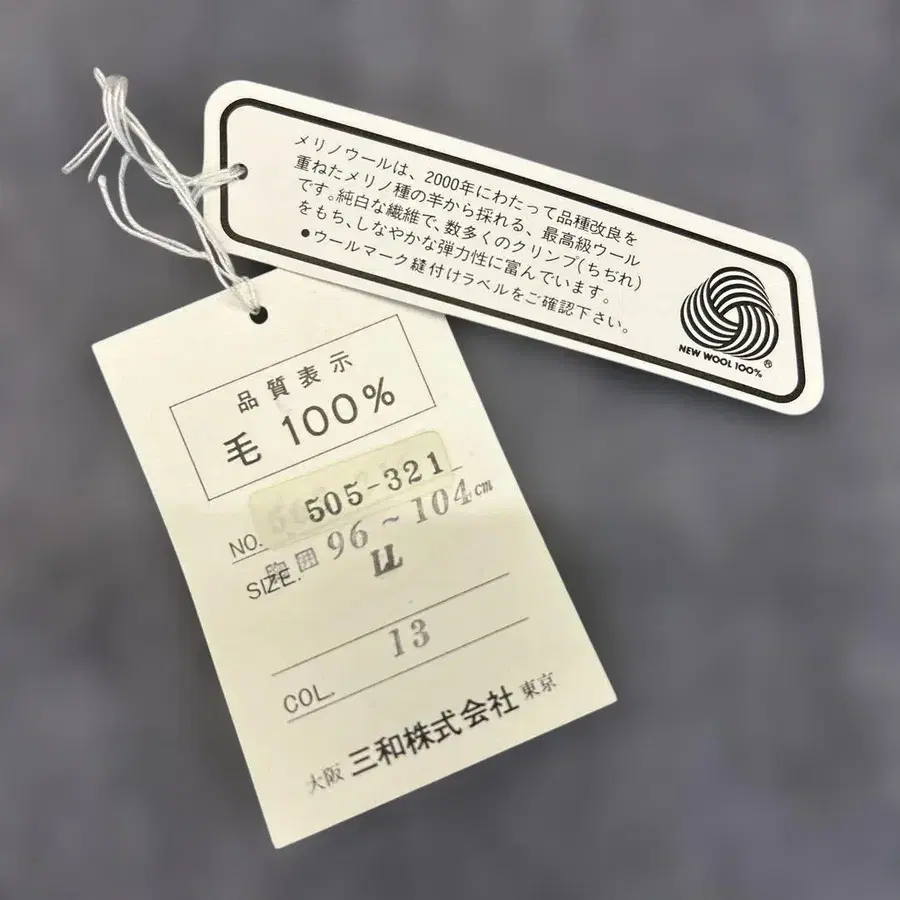 メリノウールは、2000年にわたって品種改良を
重ねたメリノ種の羊から採れる、最高級ウール
です。純白な繊維で、数多くのクリンプ(ちぢれ)
をもち、しなやかな弾力性に富んでいます。
●ウールマーク縫付けラベルをご確認下さい。
NEW WOOL 100%
®
品質表示
毛 100%
NO. 505-321
胸囲 96~104cm
SIZE. LL
13
COL.
大阪 三和株式会社 東京